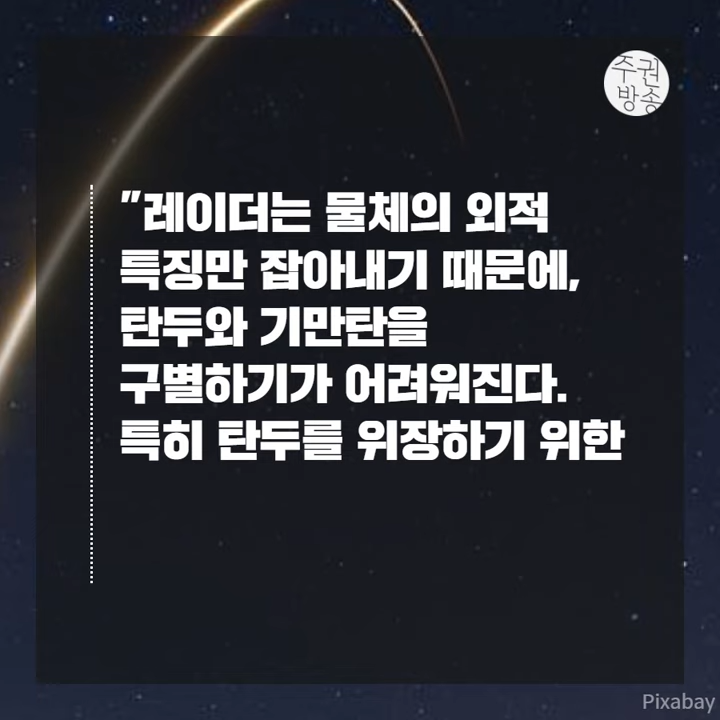 주권
방송
"레이더는 물체의 외적
특징만 잡아내기 때문에,
탄두와 기만탄을
구별하기가 어려워진다.
특히 탄두를 위장하기 위한
Pixabay